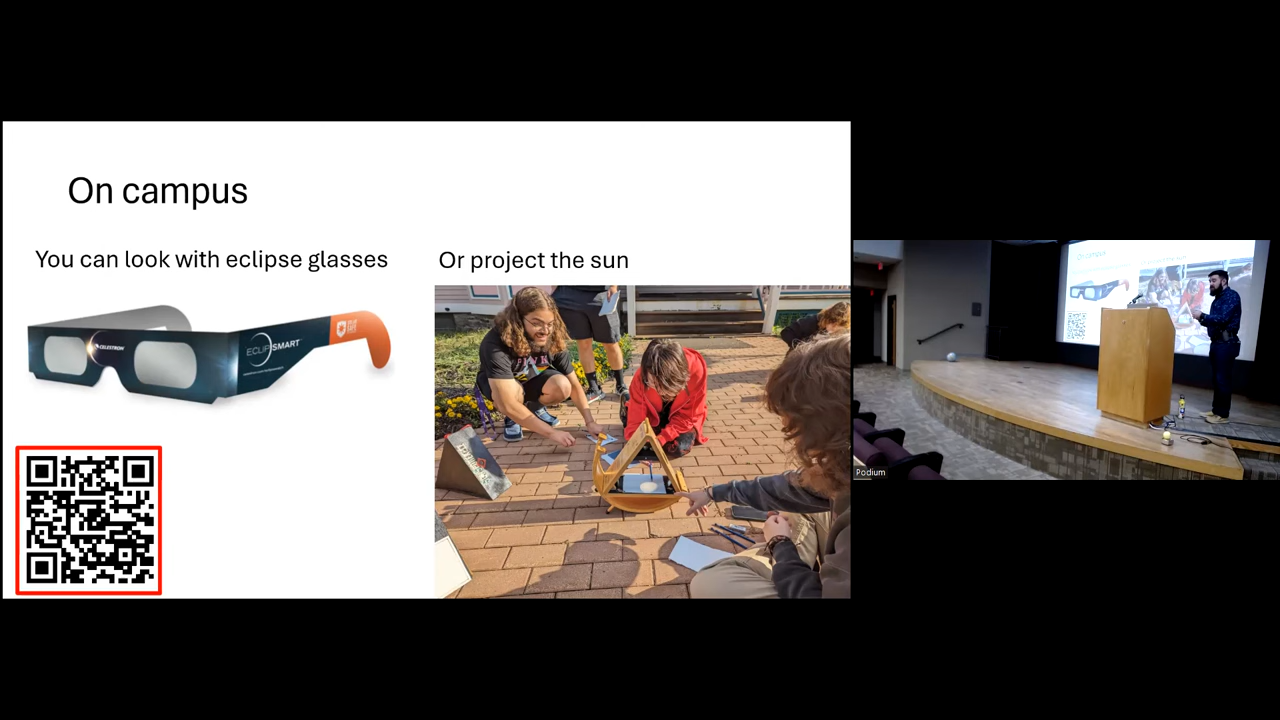 On campus
You can look with eclipse glasses
Or project the sun
CELESTRON
ECLIPSMART
Podium